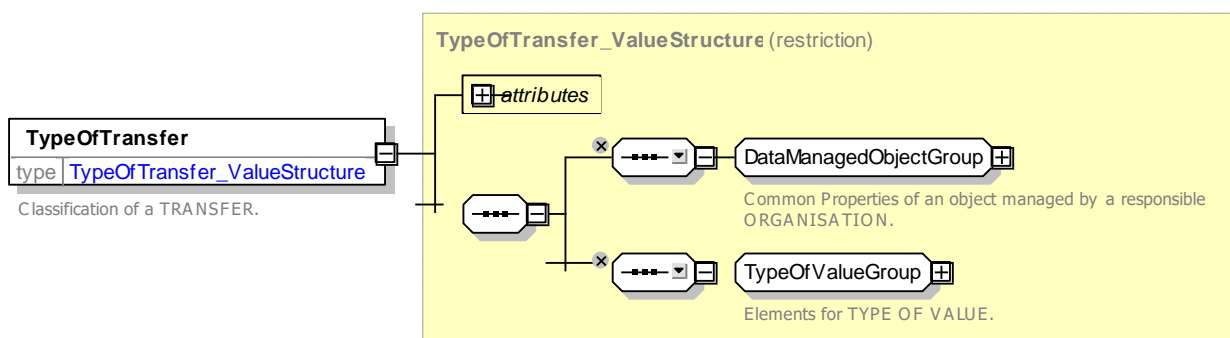 TypeOfTransfer_ValueStructure (restriction)
attributes
TypeOfTransfer
type TypeOfTransfer_ValueStructure
Classification of a TRANSFER.
DataManagedObjectGroup
Common Properties of an object managed by a responsible
ORGANISATION.
TypeOfValueGroup
Elements for TYPE OF VALUE.